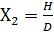 X₂ = H/D